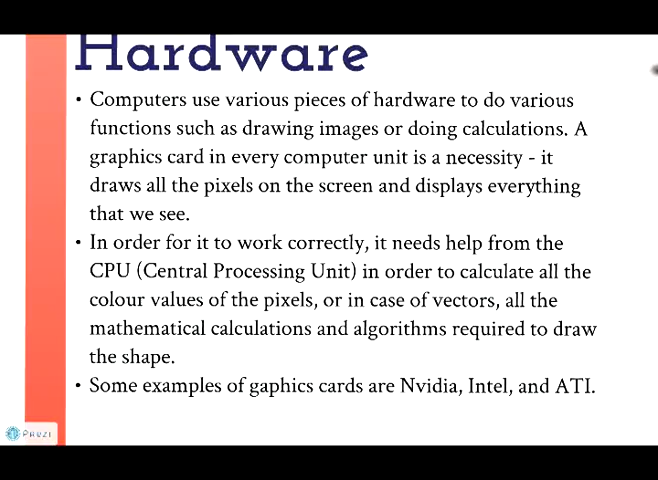 Hardware
• Computers use various pieces of hardware to do various
functions such as drawing images or doing calculations. A
graphics card in every computer unit is a necessity - it
draws all the pixels on the screen and displays everything
that we see.
• In order for it to work correctly, it needs help from the
CPU (Central Processing Unit) in order to calculate all the
colour values of the pixels, or in case of vectors, all the
mathematical calculations and algorithms required to draw
the shape.
• Some examples of gaphics cards are Nvidia, Intel, and ATI.